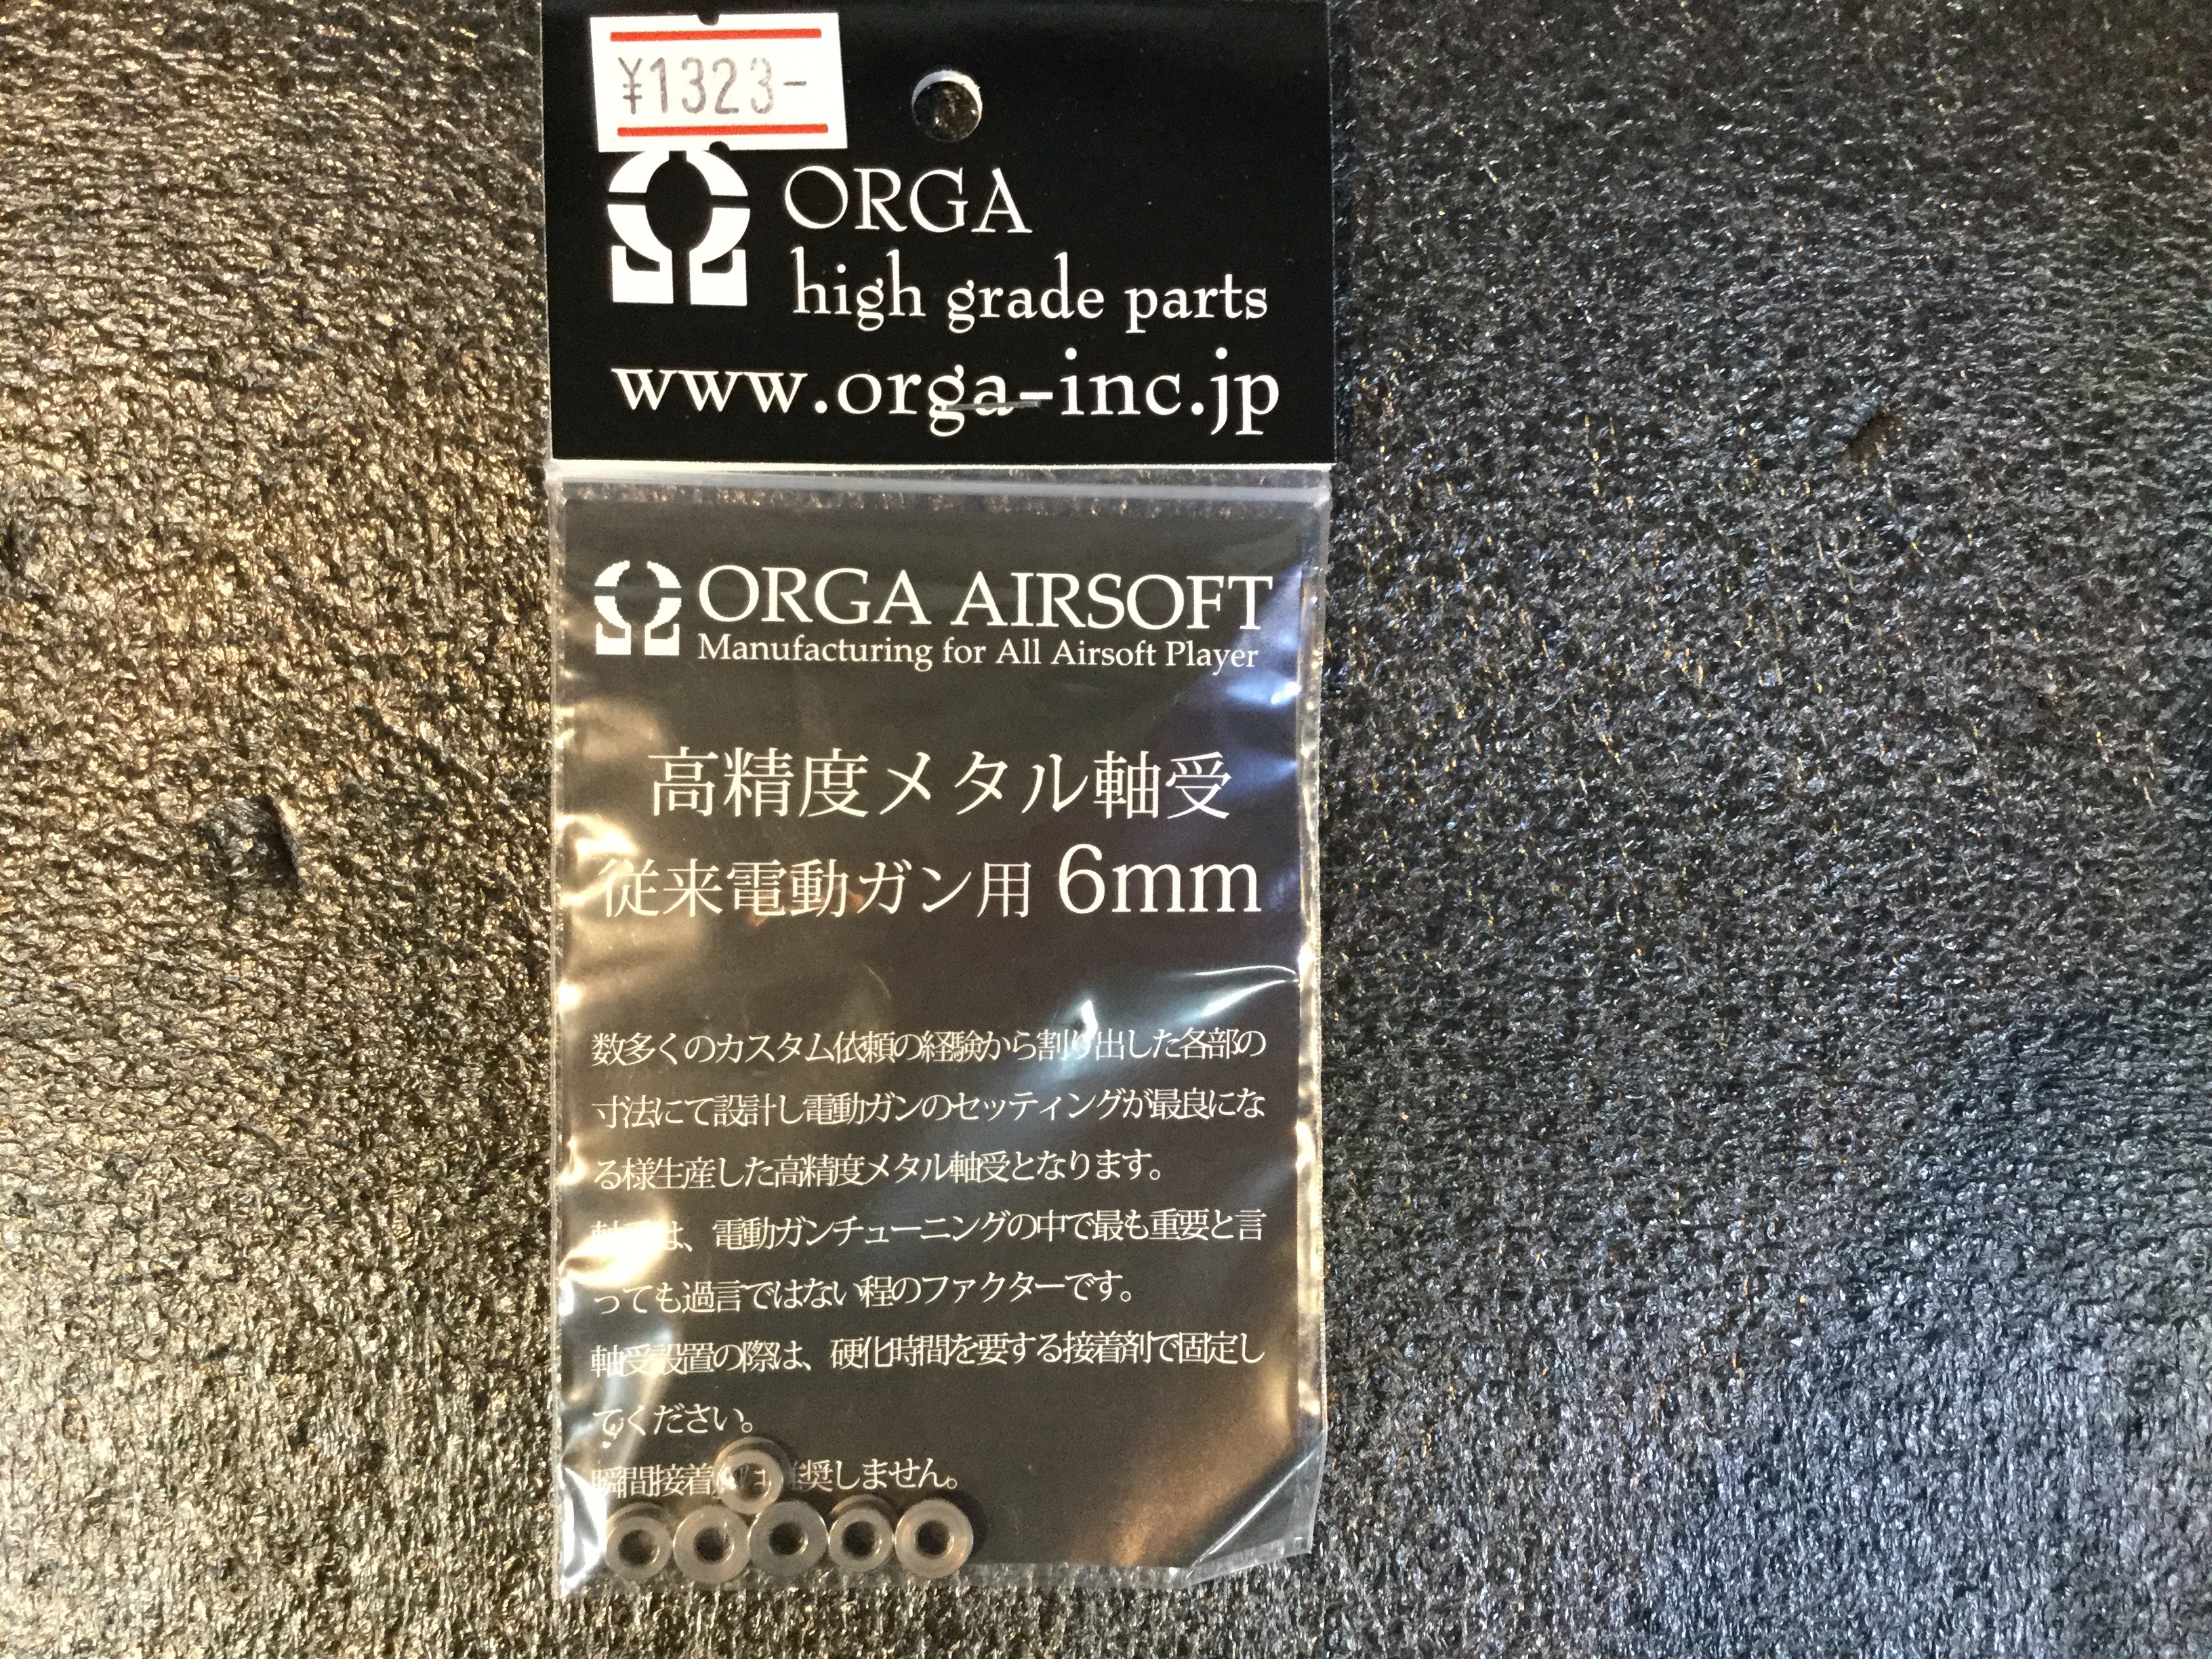 ¥1323-
ORGA
high grade parts
www.orga-inc.jp
ORGA AIRSOFT
Manufacturing for All Airsoft Player
高精度メタル軸受
従来電動ガン用 6mm
数多くのカスタム依頼の経験から割り出した各部の
寸法にて設計し電動ガンのセッティングが最良にな
る様生産した高精度メタル軸受となります。
は、電動ガンチューニングの中で最も重要と言
っても過言ではない程のファクターです。
軸受設置の際は、硬化時間を要する接着剤で固定し
てください。
瞬間接着 奨しません。